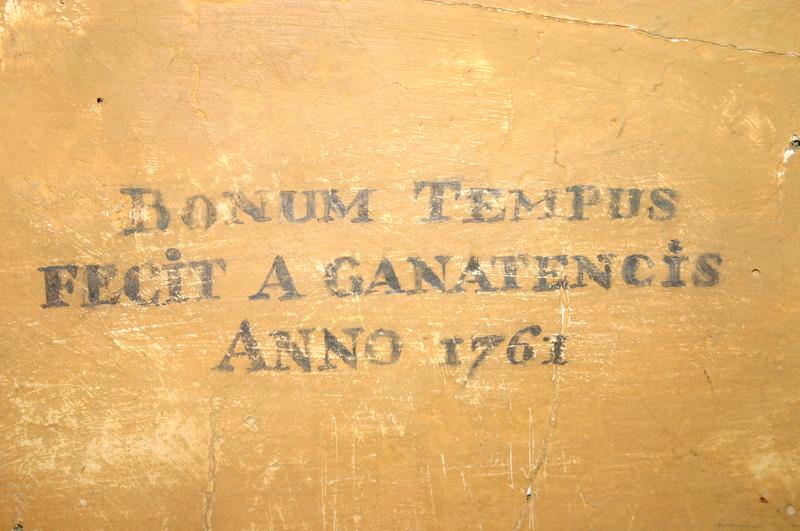 BONUM TEMPUS
FECiT A GANATENCiS
ANNO 1761